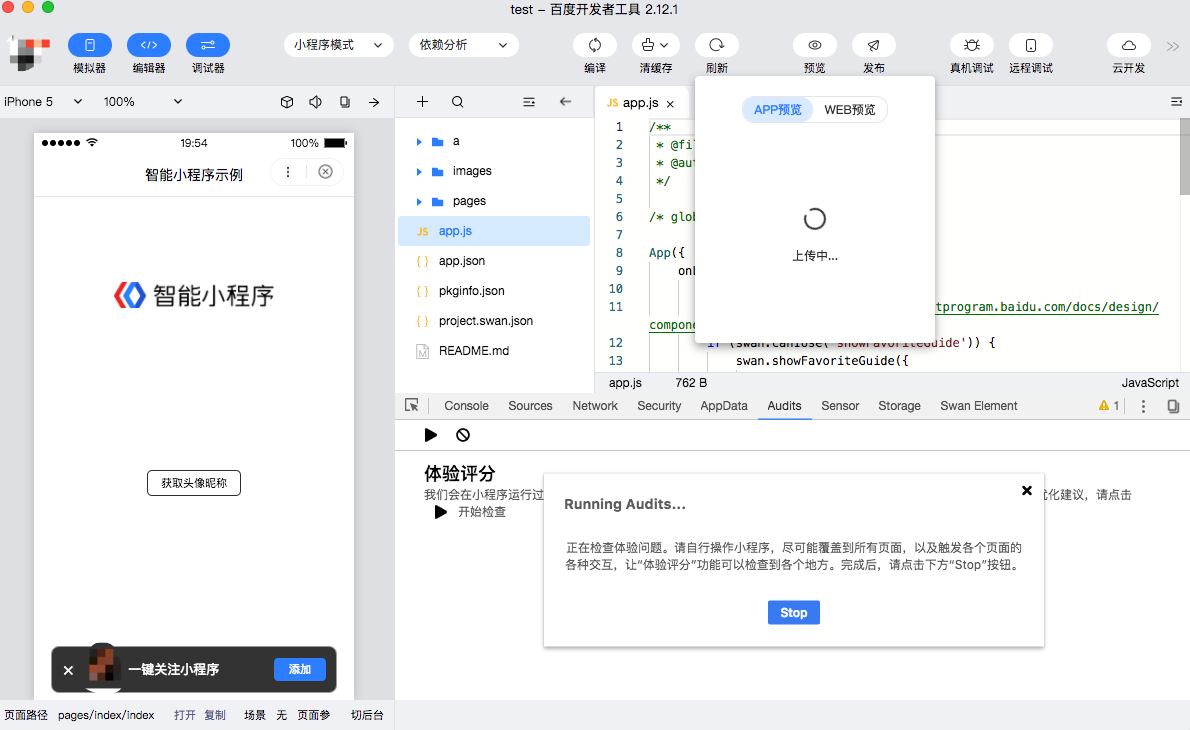 test – 百度开发者工具 2.12.1
模拟器 编辑器 调试器 小程序模式 依赖分析 编译 清缓存 刷新 预览 发布 真机调试 远程调试 云开发
iPhone 5 100%
JS app.js ×
APP预览 WEB预览
上传中...
19:54 100%
智能小程序示例
智能小程序
获取头像昵称
一键关注小程序 添加
页面路径 pages/index/index 打开 复制 场景 无 页面参 切后台
a
images
pages
JS app.js
{ } app.json
{ } pkginfo.json
{ } project.swan.json
M README.md
1 /**
2 * @fi
3 * @au
4 */
5
6 /* glob
7
8 App({
9 onl
10
11 tprogram.baidu.com/docs/design/
compone
12 if (swan.canIUse('showFavoriteGuide')) {
13 swan.showFavoriteGuide({
app.js 762 B JavaScript
Console Sources Network Security AppData Audits Sensor Storage Swan Element 1
体验评分
我们会在小程序运行过 优化建议，请点击
开始检查
Running Audits...
正在检查体验问题。请自行操作小程序，尽可能覆盖到所有页面，以及触发各个页面的
各种交互，让“体验评分”功能可以检查到各个地方。完成后，请点击下方“Stop”按钮。
Stop